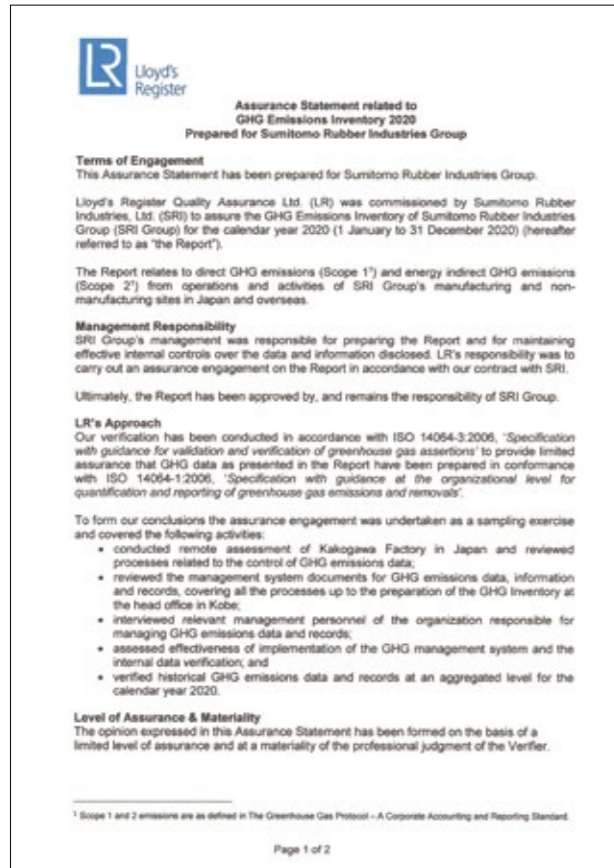 LR
Lloyd's
Register
Assurance Statement related to
GHG Emissions Inventory 2020
Prepared for Sumitomo Rubber Industries Group
Terms of Engagement
This Assurance Statement has been prepared for Sumitomo Rubber Industries Group.
Lloyd's Register Quality Assurance Ltd. (LR) was commissioned by Sumitomo Rubber
Industries, Ltd. (SRI) to assure the GHG Emissions Inventory of Sumitomo Rubber Industries
Group (SRI Group) for the calendar year 2020 (1 January to 31 December 2020) (hereafter
referred to as "the Report").
The Report relates to direct GHG emissions (Scope 1¹) and energy indirect GHG emissions
(Scope 2¹) from operations and activities of SRI Group's manufacturing and non-
manufacturing sites in Japan and overseas.
Management Responsibility
SRI Group's management was responsible for preparing the Report and for maintaining
effective internal controls over the data and information disclosed. LR's responsibility was to
carry out an assurance engagement on the Report in accordance with our contract with SRI.
Ultimately, the Report has been approved by, and remains the responsibility of SRI Group.
LR's Approach
Our verification has been conducted in accordance with ISO 14064-3:2006, 'Specification
with guidance for validation and verification of greenhouse gas assertions' to provide limited
assurance that GHG data as presented in the Report have been prepared in conformance
with ISO 14064-1:2006, 'Specification with guidance at the organizational level for
quantification and reporting of greenhouse gas emissions and removals'.
To form our conclusions the assurance engagement was undertaken as a sampling exercise
and covered the following activities:
• conducted remote assessment of Kakogawa Factory in Japan and reviewed
processes related to the control of GHG emissions data;
• reviewed the management system documents for GHG emissions data, information
and records, covering all the processes up to the preparation of the GHG Inventory at
the head office in Kobe;
• interviewed relevant management personnel of the organization responsible for
managing GHG emissions data and records;
• assessed effectiveness of implementation of the GHG management system and the
internal data verification; and
• verified historical GHG emissions data and records at an aggregated level for the
calendar year 2020.
Level of Assurance & Materiality
The opinion expressed in this Assurance Statement has been formed on the basis of a
limited level of assurance and at a materiality of the professional judgment of the Verifier.
¹ Scope 1 and 2 emissions are as defined in The Greenhouse Gas Protocol – A Corporate Accounting and Reporting Standard.
Page 1 of 2